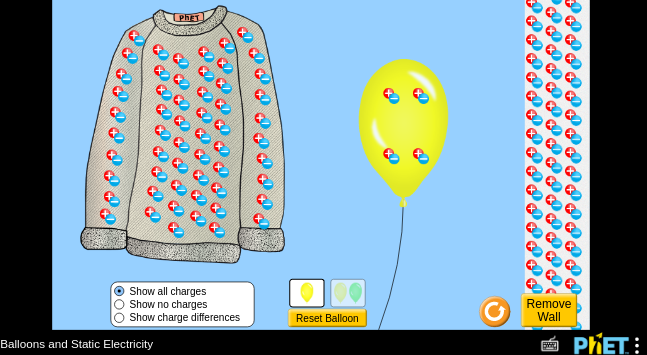 PhET
Show all charges
Show no charges
Show charge differences
Reset Balloon
Remove
Wall
Balloons and Static Electricity
PhET